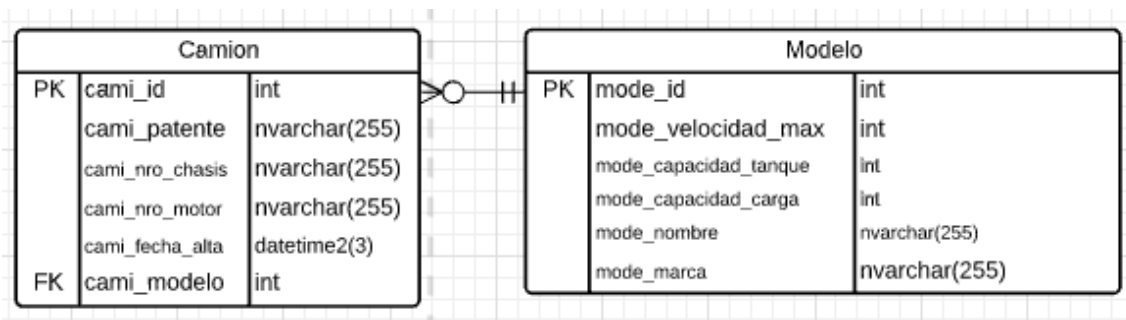 Camion
PK cami_id int
cami_patente nvarchar(255)
cami_nro_chasis nvarchar(255)
cami_nro_motor nvarchar(255)
cami_fecha_alta datetime2(3)
FK cami_modelo int
Modelo
PK mode_id int
mode_velocidad_max int
mode_capacidad_tanque int
mode_capacidad_carga int
mode_nombre nvarchar(255)
mode_marca nvarchar(255)